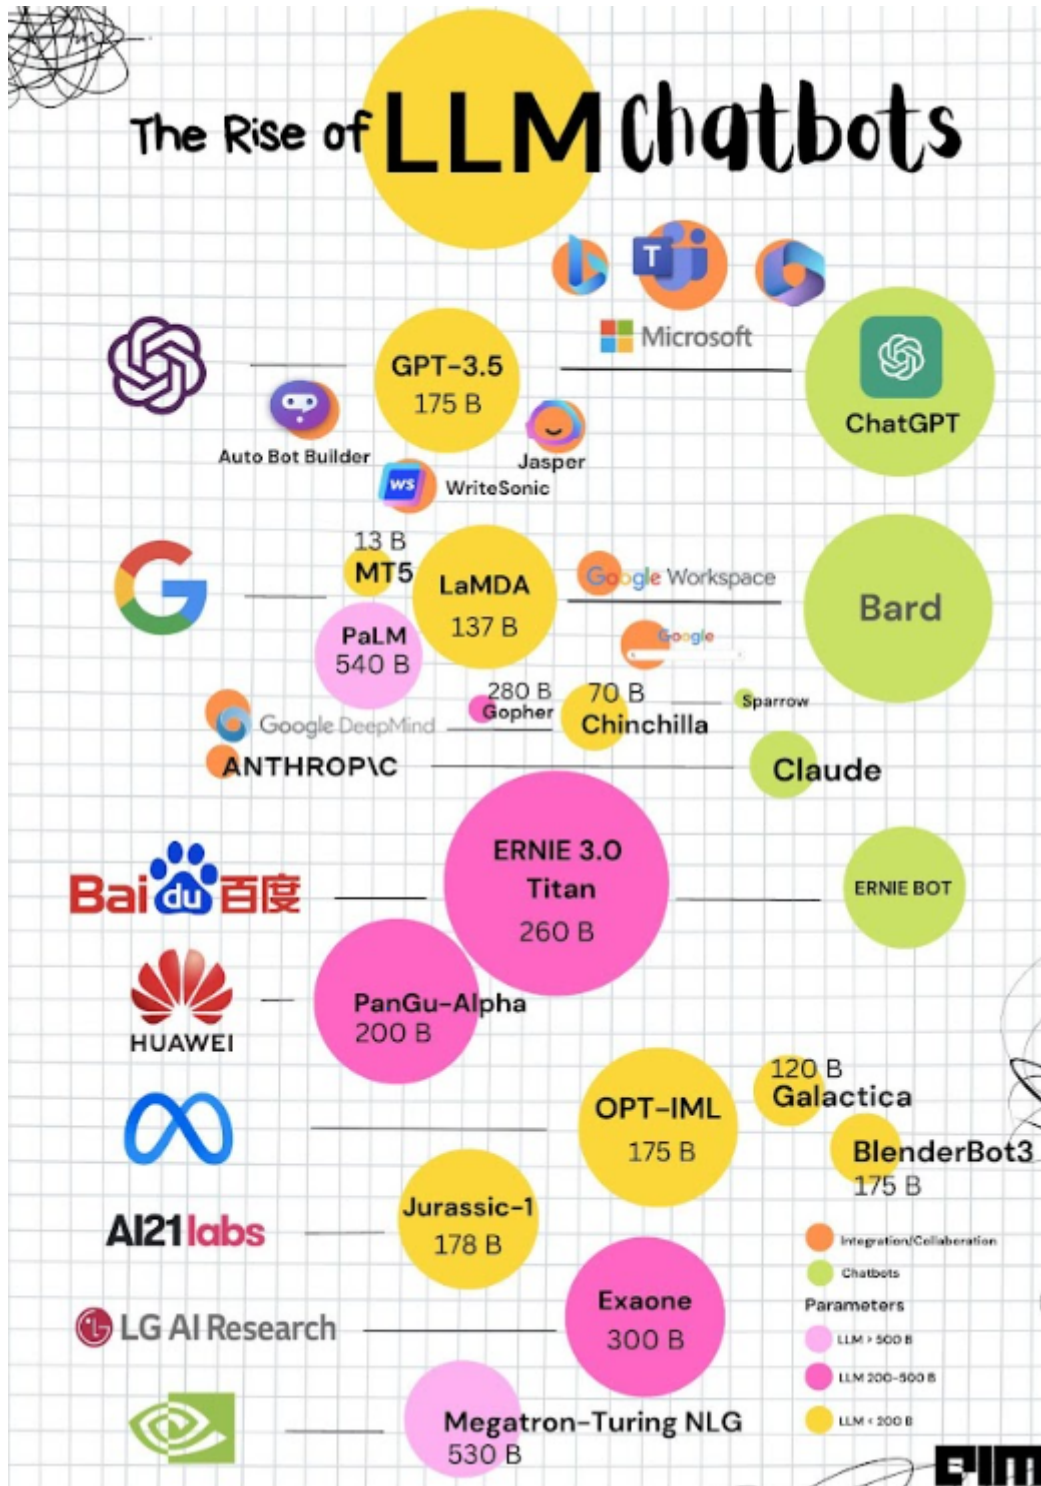 The Rise of LLM Chatbots
T
Microsoft
GPT-3.5
175 B
ChatGPT
Auto Bot Builder
Jasper
WS
WriteSonic
13 B
MT5
LaMDA
137 B
Google Workspace
Bard
PaLM
540 B
Google
280 B
Gopher
70 B
Chinchilla
Sparrow
Google DeepMind
ANTHROP\C
Claude
ERNIE 3.0
Titan
260 B
Baidu百度
ERNIE BOT
PanGu-Alpha
200 B
HUAWEI
120 B
Galactica
OPT-IML
175 B
BlenderBot3
175 B
Jurassic-1
178 B
AI21labs
Integration/Collaboration
Chatbots
Exaone
300 B
Parameters
LG AI Research
LLM > 500 B
LLM 200-500 B
Megatron-Turing NLG
530 B
LLM < 200 B